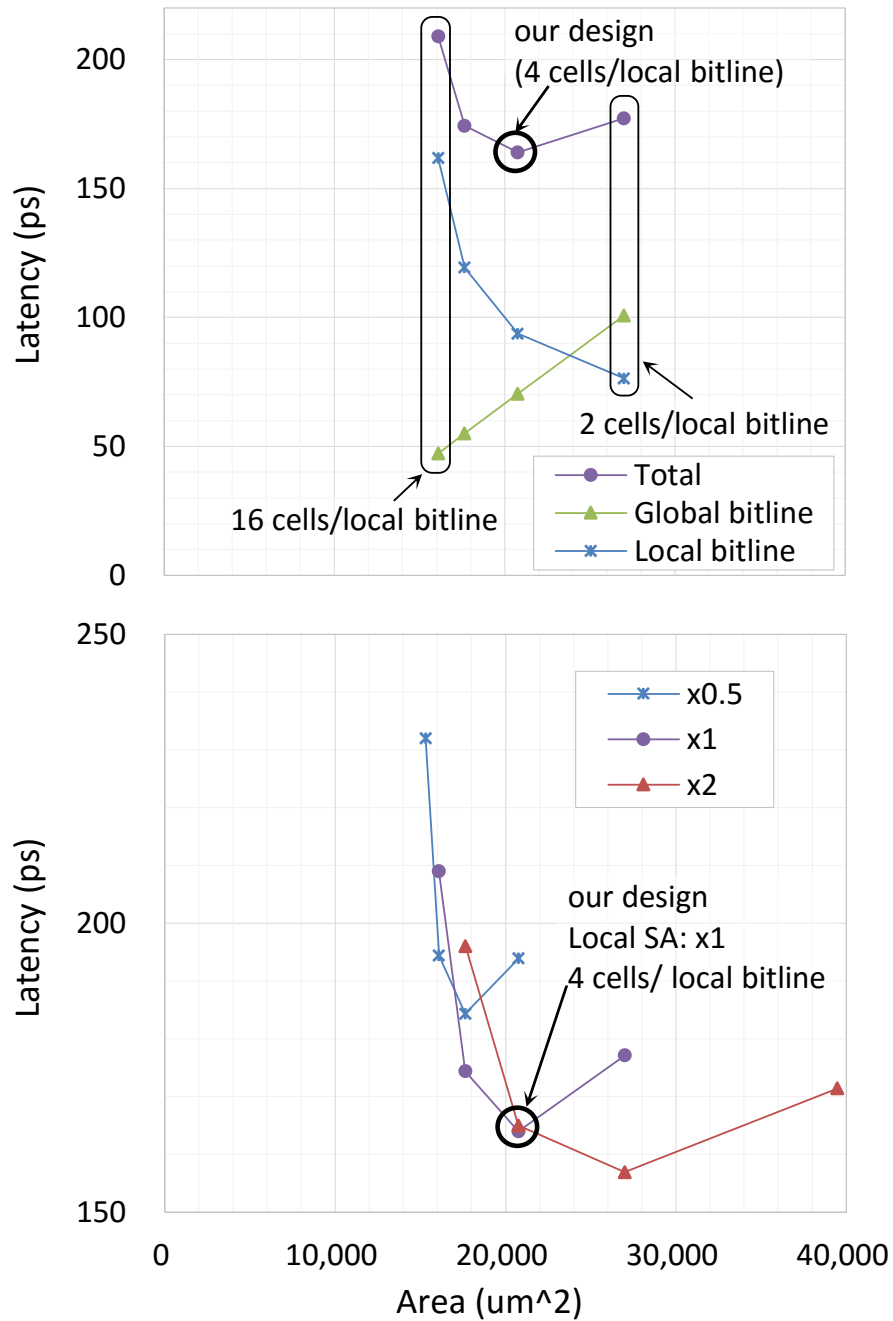 our design
(4 cells/local bitline)
200
150
100
50
0
Latency (ps)
2 cells/local bitline
16 cells/local bitline
Total
Global bitline
Local bitline
250
200
150
Latency (ps)
x0.5
x1
x2
our design
Local SA: x1
4 cells/ local bitline
0 10,000 20,000 30,000 40,000
Area (um^2)